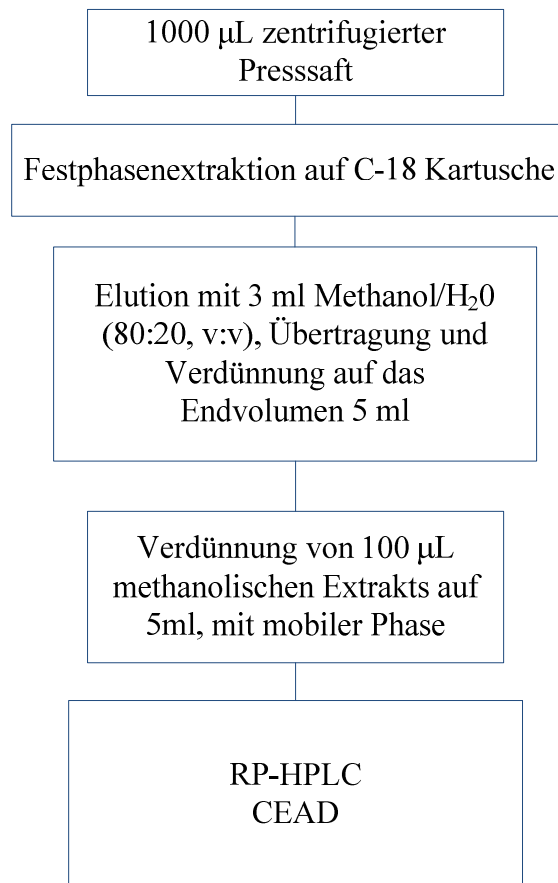 1000 µL zentrifugierter
Presssaft
Festphasenextraktion auf C-18 Kartusche
Elution mit 3 ml Methanol/H₂0
(80:20, v:v), Übertragung und
Verdünnung auf das
Endvolumen 5 ml
Verdünnung von 100 µL
methanolischen Extrakts auf
5ml, mit mobiler Phase
RP-HPLC
CEAD